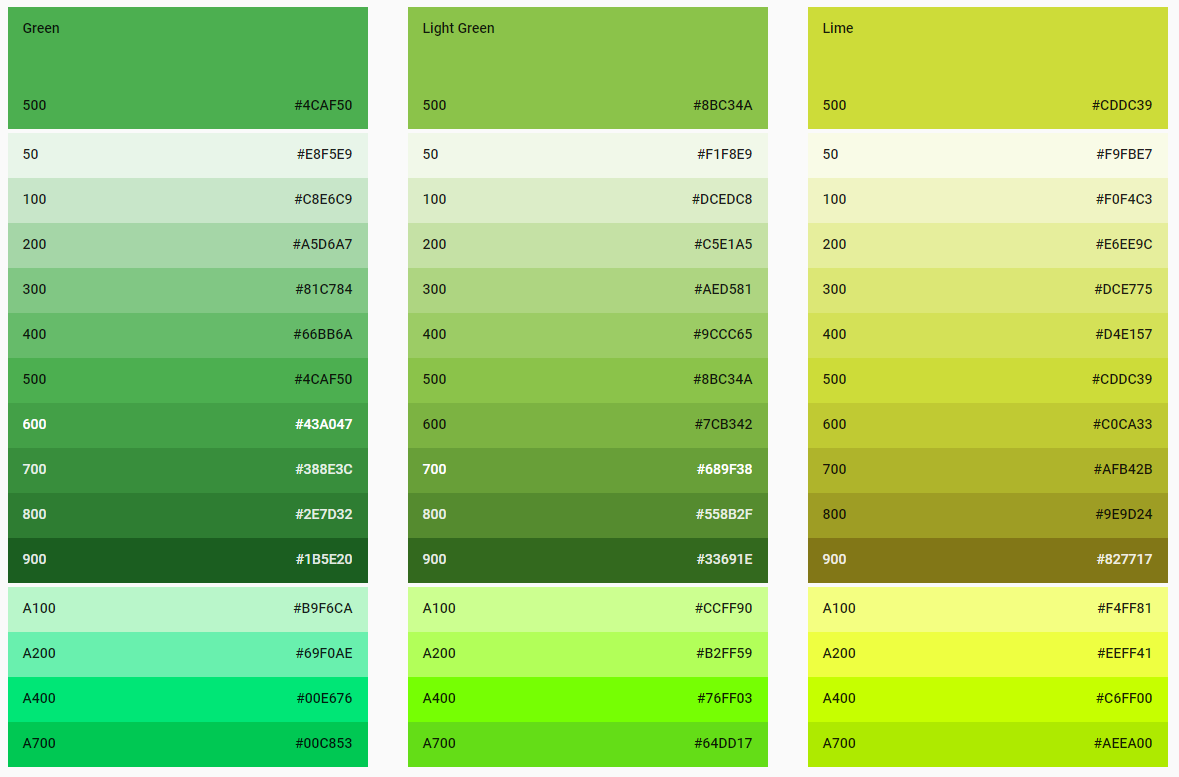 Green
500 #4CAF50
50 #E8F5E9
100 #C8E6C9
200 #A5D6A7
300 #81C784
400 #66BB6A
500 #4CAF50
600 #43A047
700 #388E3C
800 #2E7D32
900 #1B5E20
A100 #B9F6CA
A200 #69F0AE
A400 #00E676
A700 #00C853
Light Green
500 #8BC34A
50 #F1F8E9
100 #DCEDC8
200 #C5E1A5
300 #AED581
400 #9CCC65
500 #8BC34A
600 #7CB342
700 #689F38
800 #558B2F
900 #33691E
A100 #CCFF90
A200 #B2FF59
A400 #76FF03
A700 #64DD17
Lime
500 #CDDC39
50 #F9FBE7
100 #F0F4C3
200 #E6EE9C
300 #DCE775
400 #D4E157
500 #CDDC39
600 #C0CA33
700 #AFB42B
800 #9E9D24
900 #827717
A100 #F4FF81
A200 #EEFF41
A400 #C6FF00
A700 #AEEA00